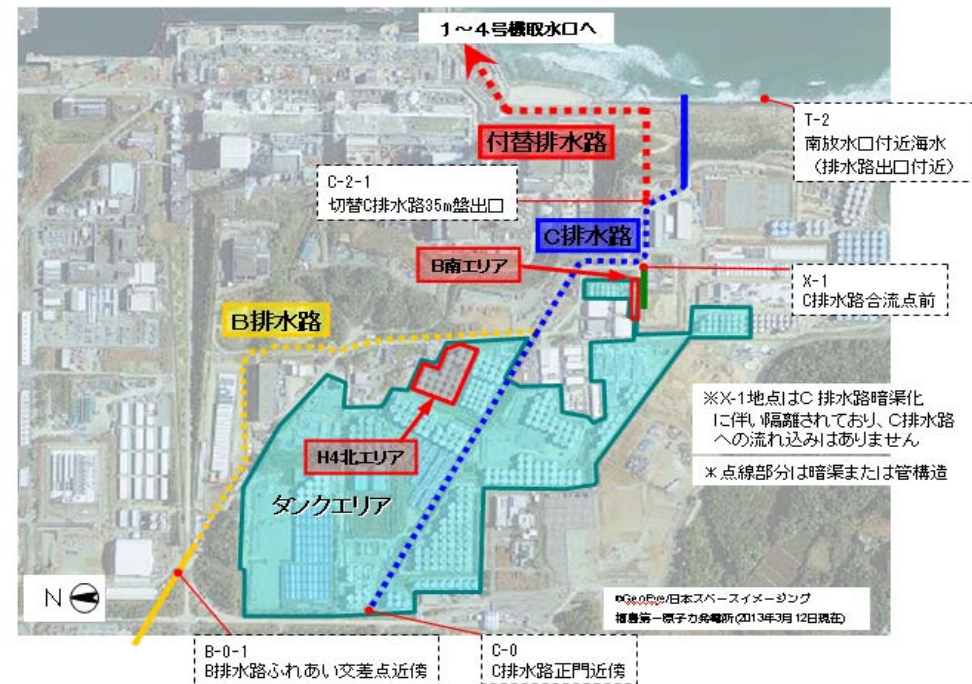 1～4号機取水口へ
T-2
南放水口付近海水
（排水路出口付近）
付替排水路
C-2-1
切替C排水路35m盤出口
C排水路
B南エリア
X-1
C排水路合流点前
B排水路
※X-1地点はC 排水路暗渠化
に伴い隔離されており、C排水路
への流れ込みはありません
H4北エリア
＊点線部分は暗渠または管構造
タンクエリア
N
©GeoEye/日本スペースイメージング
福島第一原子力発電所(2013年3月12日現在)
B-0-1
B排水路ふれあい交差点近傍
C-0
C排水路正門近傍